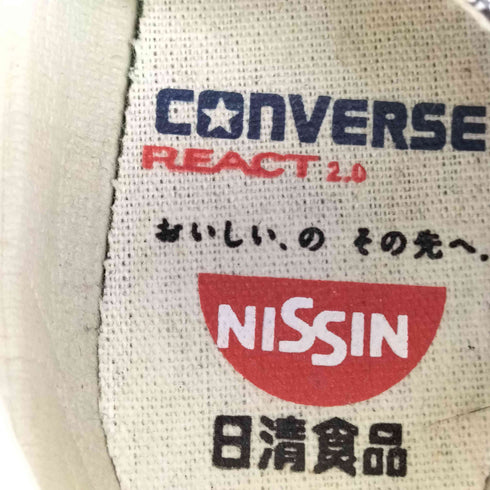 CONVERSE
REACT 2.0
おいしい、の その先へ。
NISSIN
日清食品